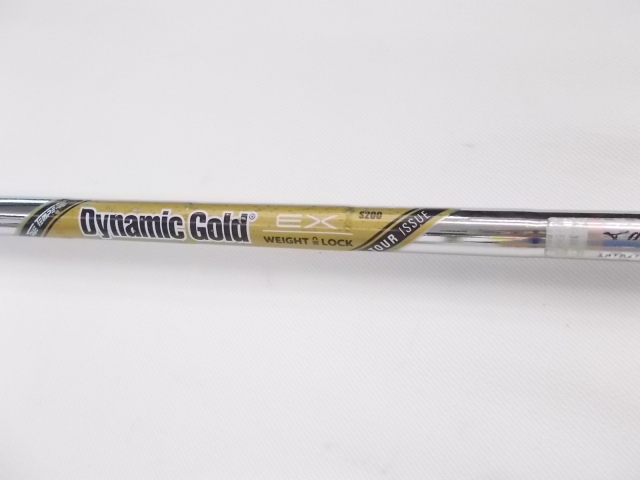 Dynamic Gold®
EX
WEIGHT LOCK
S200
TOUR ISSUE